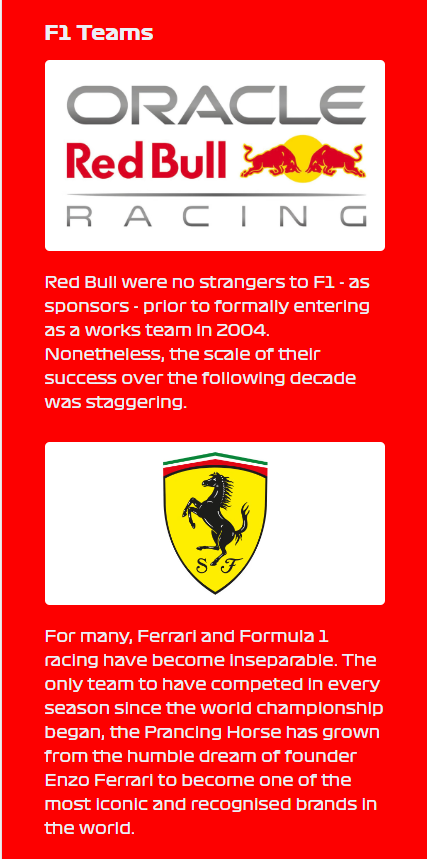 F1 Teams
ORACLE
Red Bull
RACING
Red Bull were no strangers to F1 - as
sponsors - prior to formally entering
as a works team in 2004.
Nonetheless, the scale of their
success over the following decade
was staggering.
S F
For many, Ferrari and Formula 1
racing have become inseparable. The
only team to have competed in every
season since the world championship
began, the Prancing Horse has grown
from the humble dream of founder
Enzo Ferrari to become one of the
most iconic and recognised brands in
the world.